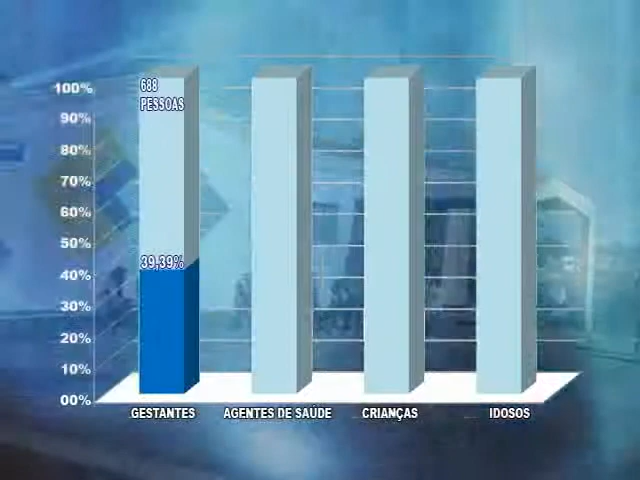 100%
90%
80%
70%
60%
50%
40%
30%
20%
10%
00%
688
PESSOAS
39,39%
GESTANTES
AGENTES DE SAÚDE
CRIANÇAS
IDOSOS